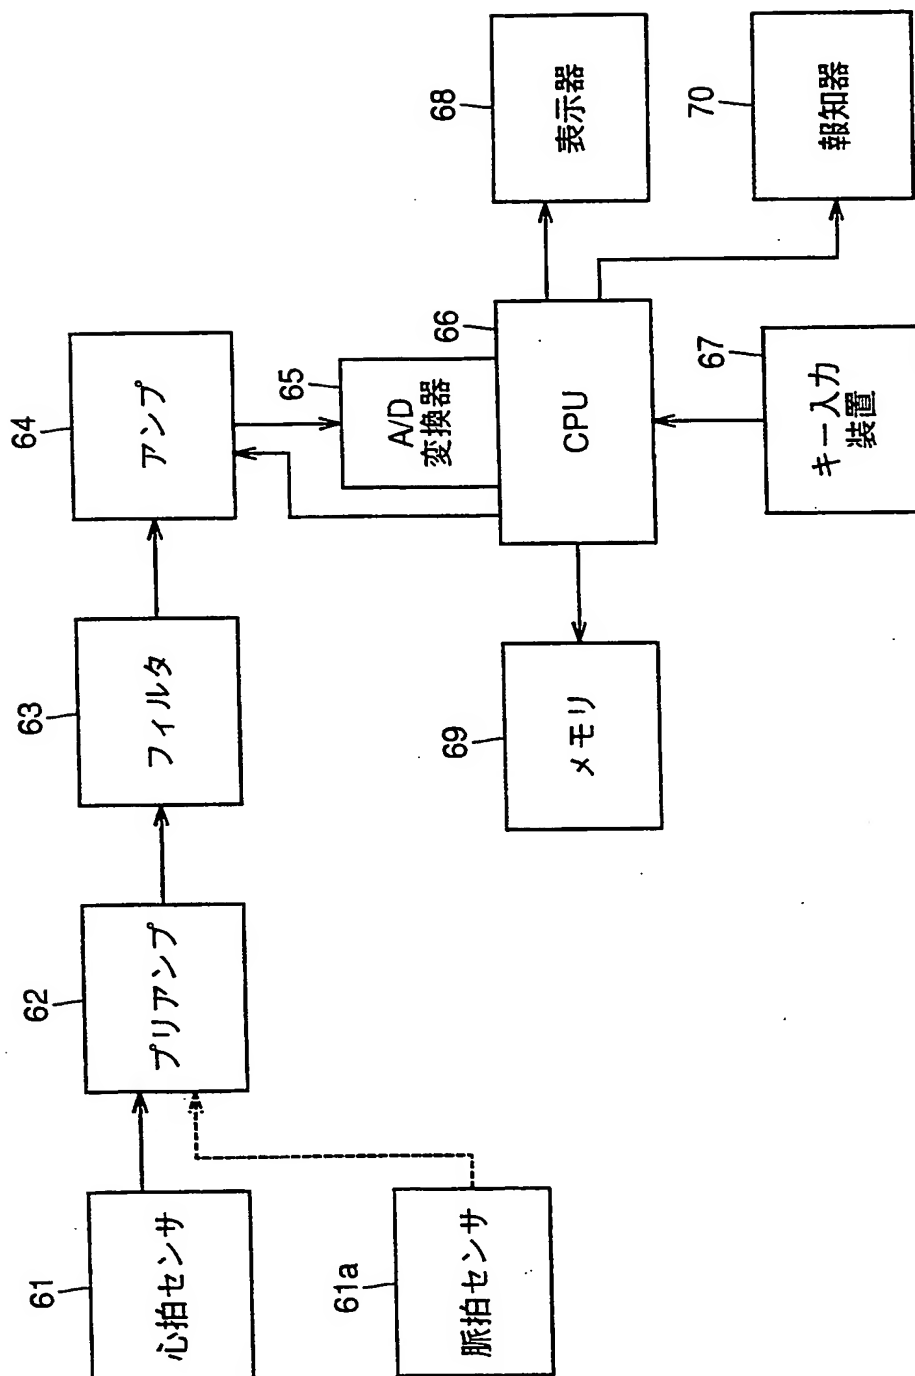 61
心拍センサ
61a
脈拍センサ
62
プリアンプ
63
フィルタ
64
アンプ
65
A/D
変換器
66
CPU
67
キー入力
装置
68
表示器
69
メモリ
70
報知器